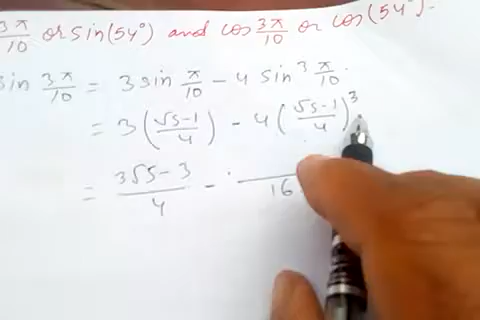 3π/10 or sin(54°) and cos 3π/10 or cos(54°).
sin 3π/10 = 3 sin π/10 - 4 sin³ π/10.
= 3((√5-1)/4) - 4((√5-1)/4)³
= (3√5-3)/4 - /16